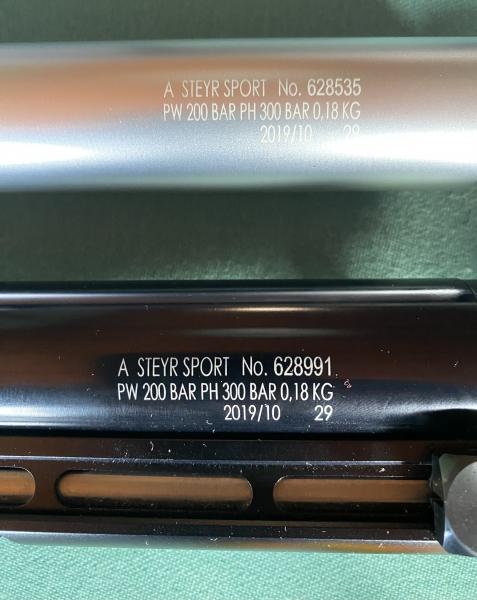 A STEYR SPORT No. 628535
PW 200 BAR PH 300 BAR 0,18 KG
2019/10 29
A STEYR SPORT No. 628991
PW 200 BAR PH 300 BAR 0,18 KG
2019/10 29